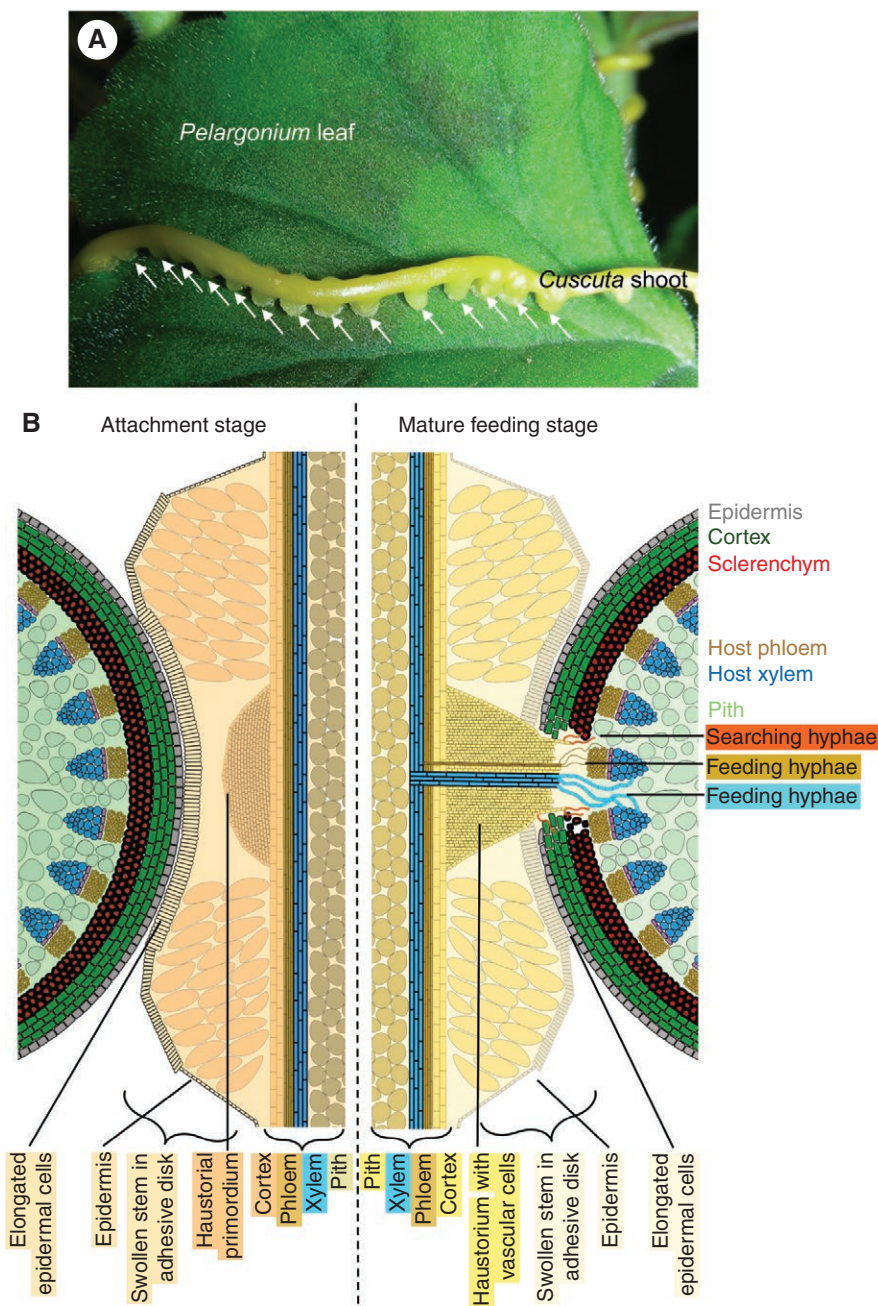 A
Pelargonium leaf
Cuscuta shoot
B
Attachment stage
Mature feeding stage
Epidermis
Cortex
Sclerenchym
Host phloem
Host xylem
Pith
Searching hyphae
Feeding hyphae
Feeding hyphae
Elongated
epidermal cells
Epidermis
Swollen stem in
adhesive disk
Haustorial
primordium
Cortex
Phloem
Xylem
Pith
Pith
Xylem
Phloem
Cortex
Haustorium with
vascular cells
Swollen stem in
adhesive disk
Epidermis
Elongated
epidermal cells